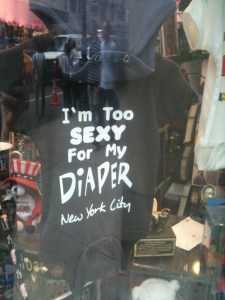 I'm Too
SEXY
For My
DiAPER
New York City